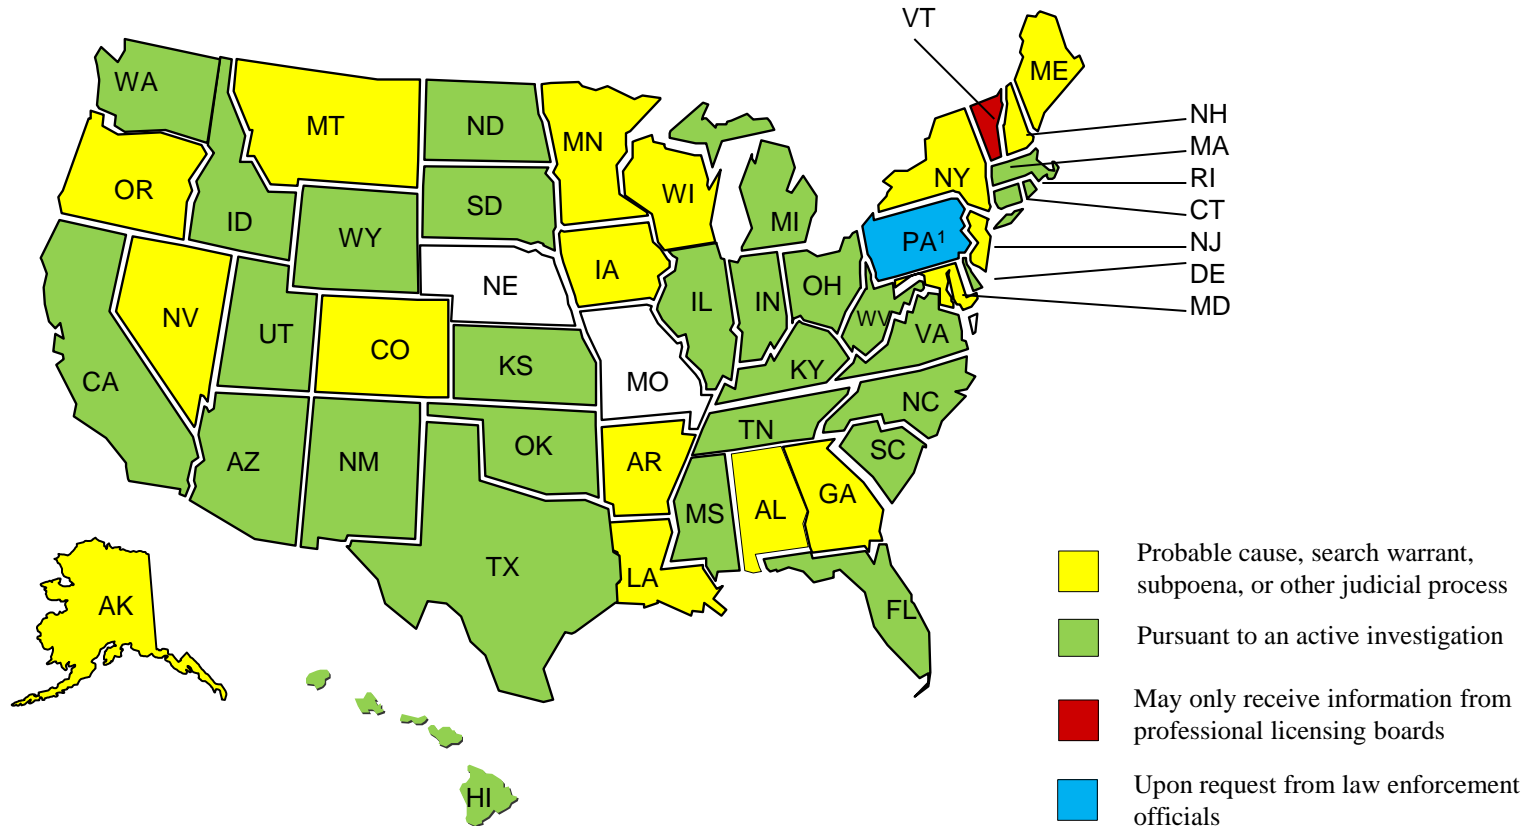 VT
ME
WA
MT
ND
MN
NH
MA
OR
ID
SD
WI
NY
RI
CT
WY
MI
PA¹
NJ
DE
MD
NE
IA
NV
UT
CO
IL
IN
OH
WV
VA
CA
KS
MO
KY
NC
AZ
NM
OK
AR
TN
SC
MS
AL
GA
TX
LA
AK
FL
HI
Probable cause, search warrant,
subpoena, or other judicial process
Pursuant to an active investigation
May only receive information from
professional licensing boards
Upon request from law enforcement
officials